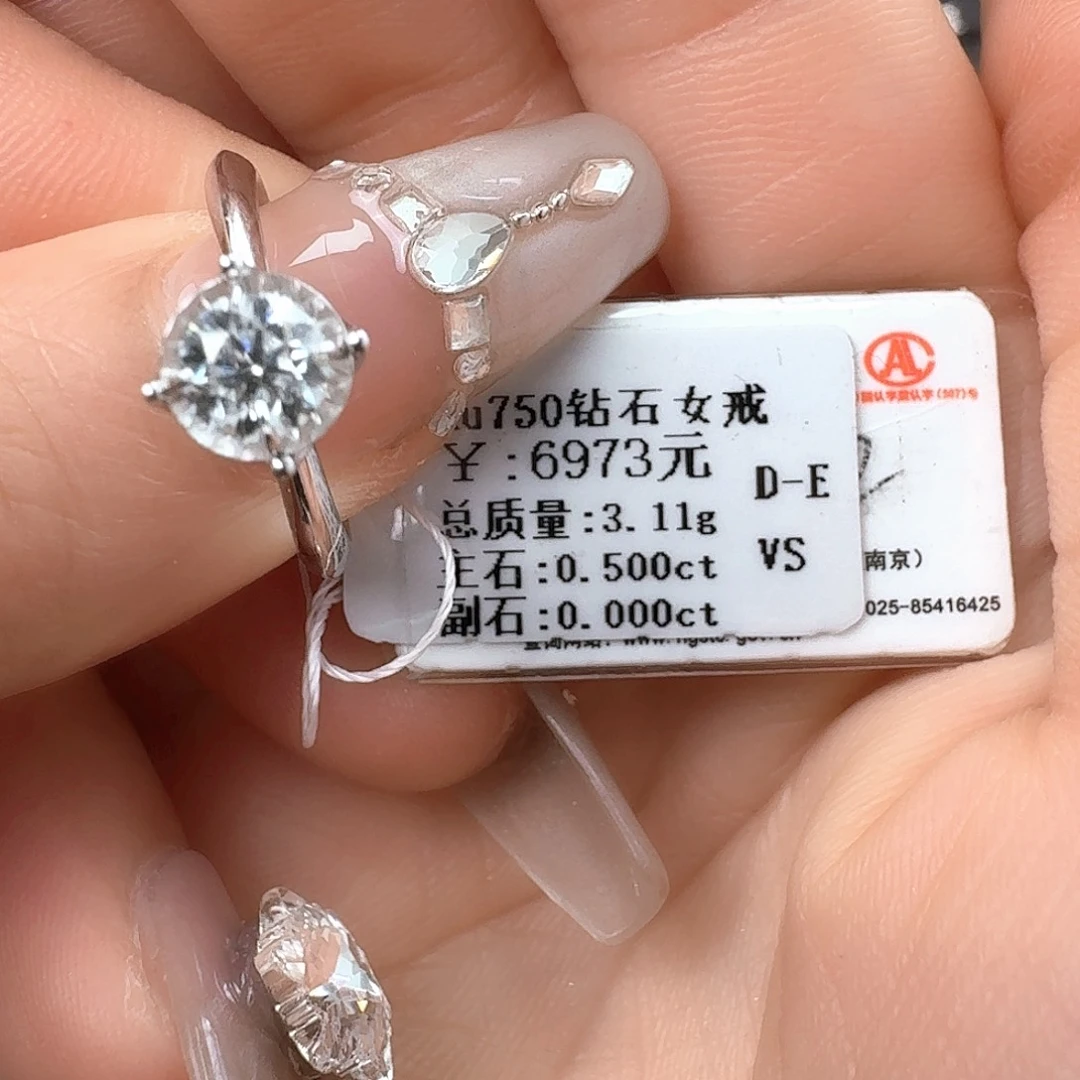 u750钻石女戒
¥:6973元
D-E
总质量:3.11g
主石:0.500ct
VS
副石:0.000ct
南京)
025-85416425